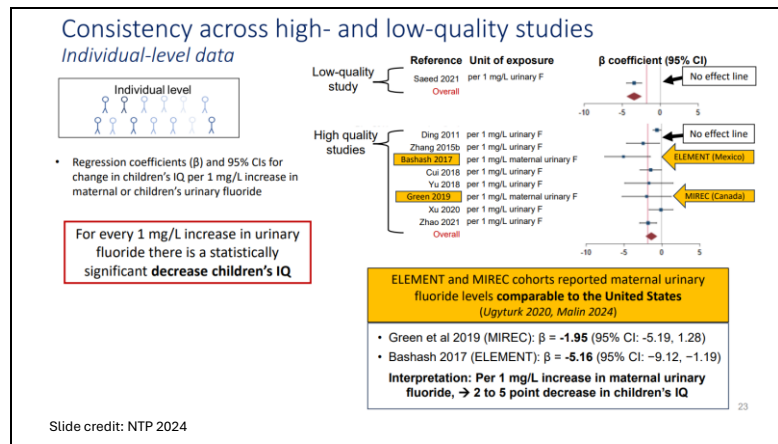 Consistency across high- and low-quality studies
Individual-level data
Individual level
• Regression coefficients (β) and 95% CIs for
change in children's IQ per 1 mg/L increase in
maternal or children's urinary fluoride
For every 1 mg/L increase in urinary
fluoride there is a statistically
significant decrease children's IQ
Reference Unit of exposure β coefficient (95% CI)
Low-quality
study
Saeed 2021 per 1 mg/L urinary F
Overall
No effect line
-10 -5 0 5
High quality
studies
Ding 2011 per 1 mg/L urinary F
No effect line
Zhang 2015b per 1 mg/L urinary F
Bashash 2017 per 1 mg/L maternal urinary F
ELEMENT (Mexico)
Cui 2018 per 1 mg/L urinary F
Yu 2018 per 1 mg/L urinary F
Green 2019 per 1 mg/L maternal urinary F
MIREC (Canada)
Xu 2020 per 1 mg/L urinary F
Zhao 2021 per 1 mg/L urinary F
Overall
-10 -5 0 5
ELEMENT and MIREC cohorts reported maternal urinary
fluoride levels comparable to the United States
(Ugyturk 2020, Malin 2024)
• Green et al 2019 (MIREC): β = -1.95 (95% CI: -5.19, 1.28)
• Bashash 2017 (ELEMENT): β = -5.16 (95% CI: −9.12, −1.19)
Interpretation: Per 1 mg/L increase in maternal urinary
fluoride, → 2 to 5 point decrease in children's IQ
23
Slide credit: NTP 2024